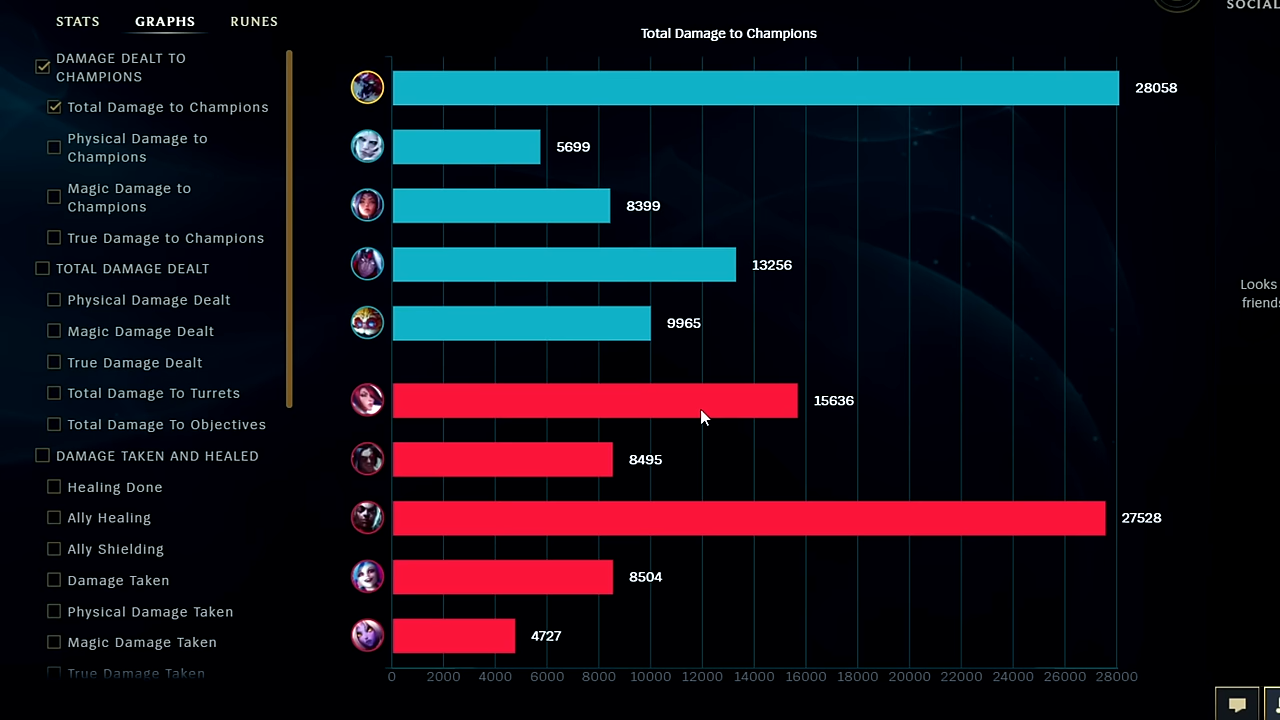 STATS GRAPHS RUNES
SOCIAL
Total Damage to Champions
DAMAGE DEALT TO
CHAMPIONS
Total Damage to Champions
Physical Damage to
Champions
Magic Damage to
Champions
True Damage to Champions
TOTAL DAMAGE DEALT
Physical Damage Dealt
Magic Damage Dealt
True Damage Dealt
Total Damage To Turrets
Total Damage To Objectives
DAMAGE TAKEN AND HEALED
Healing Done
Ally Healing
Ally Shielding
Damage Taken
Physical Damage Taken
Magic Damage Taken
True Damage Taken
28058
5699
8399
13256
9965
15636
8495
27528
8504
4727
0 2000 4000 6000 8000 10000 12000 14000 16000 18000 20000 22000 24000 26000 28000
Looks
friends